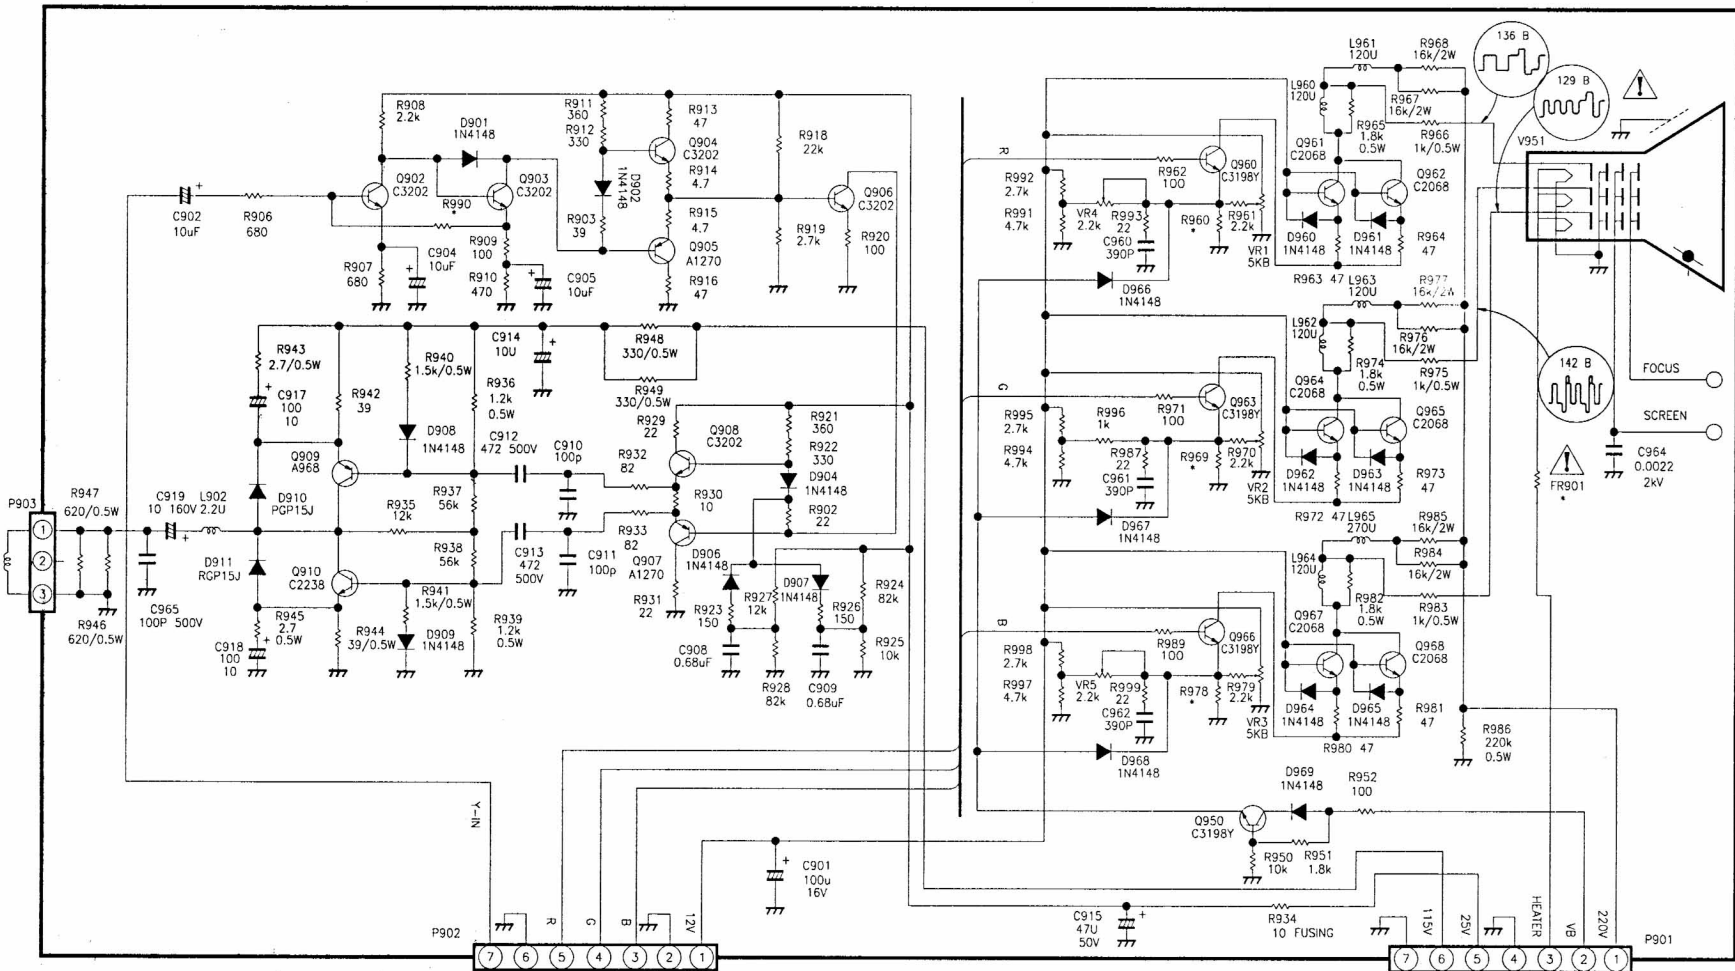 R908
2.2k
D901
1N4148
Q902
C3202
Q903
C3202
R990
*
C902
10uF
R906
680
R907
680
C904
10uF
R909
100
R910
470
C905
10uF
R911
360
R912
330
D902
1N4148
R903
39
R913
47
Q904
C3202
R914
4.7
R915
4.7
Q905
A1270
R916
47
R918
22k
R919
2.7k
Q906
C3202
R920
100
R943
2.7/0.5W
C917
100
10
R942
39
R940
1.5k/0.5W
D908
1N4148
R936
1.2k
0.5W
C914
10U
R948
330/0.5W
R949
330/0.5W
C912
472 500V
C910
100p
Q909
A968
D910
PGP15J
R935
12k
R937
56k
R938
56k
C913
472
500V
C911
100p
R932
82
R933
82
R929
22
Q908
C3202
R930
10
Q907
A1270
R931
22
R921
360
R922
330
D904
1N4148
R902
22
D906
1N4148
D907
1N4148
R923
150
R927
12k
R926
150
R924
82k
R925
10k
C908
0.68uF
R928
82k
C909
0.68uF
P903
1
2
3
R947
620/0.5W
R946
620/0.5W
C919
10 160V
L902
2.2U
C965
100P 500V
D911
RGP15J
Q910
C2238
R945
2.7
0.5W
C918
100
10
R944
39/0.5W
R941
1.5k/0.5W
D909
1N4148
R939
1.2k
0.5W
Y-IN
R
G
B
12V
P902
7
6
5
4
3
2
1
C901
100u
16V
R
R992
2.7k
R991
4.7k
VR4
2.2k
R993
22
C960
390P
R962
100
Q960
C3198Y
R960
*
R961
2.2k
VR1
5KB
D966
1N4148
L961
120U
L960
120U
R968
16k/2W
R967
16k/2W
R965
1.8k
0.5W
R966
1k/0.5W
Q961
C2068
Q962
C2068
D960
1N4148
D961
1N4148
R964
47
R963 47
G
R995
2.7k
R994
4.7k
R996
1k
R987
22
C961
390P
R971
100
Q963
C3198Y
R969
*
R970
2.2k
VR2
5KB
D967
1N4148
L963
120U
L962
120U
R977
16k/2W
R976
16k/2W
R974
1.8k
0.5W
R975
1k/0.5W
Q964
C2068
Q965
C2068
D962
1N4148
D963
1N4148
R973
47
R972 47
B
R998
2.7k
R997
4.7k
VR5
2.2k
R999
22
C962
390P
R989
100
Q966
C3198Y
R978
*
R979
2.2k
VR3
5KB
D968
1N4148
L965
270U
L964
120U
R985
16k/2W
R984
16k/2W
R982
1.8k
0.5W
R983
1k/0.5W
Q967
C2068
Q968
C2068
D964
1N4148
D965
1N4148
R981
47
R980 47
R986
220k
0.5W
136 B
129 B
142 B
V951
FOCUS
SCREEN
C964
0.0022
2kV
FR901
*
D969
1N4148
R952
100
Q950
C3198Y
R950
10k
R951
1.8k
C915
47U
50V
R934
10 FUSING
115V
25V
HEATER
VB
220V
P901
7
6
5
4
3
2
1